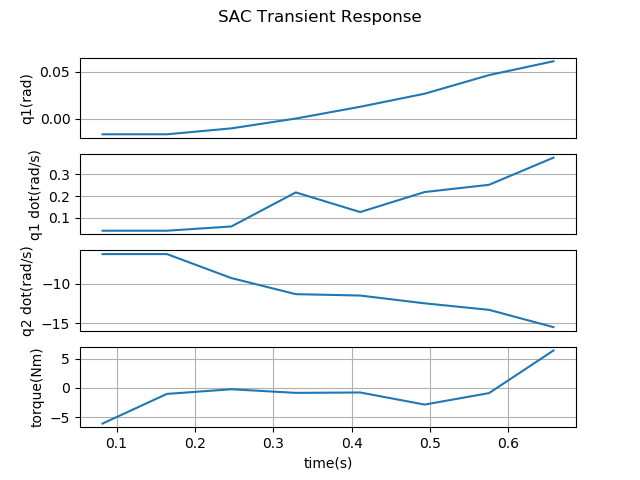 SAC Transient Response
q1(rad)
0.05
0.00
q1 dot(rad/s)
0.3
0.2
0.1
q2 dot(rad/s)
−10
−15
torque(Nm)
5
0
−5
0.1 0.2 0.3 0.4 0.5 0.6
time(s)